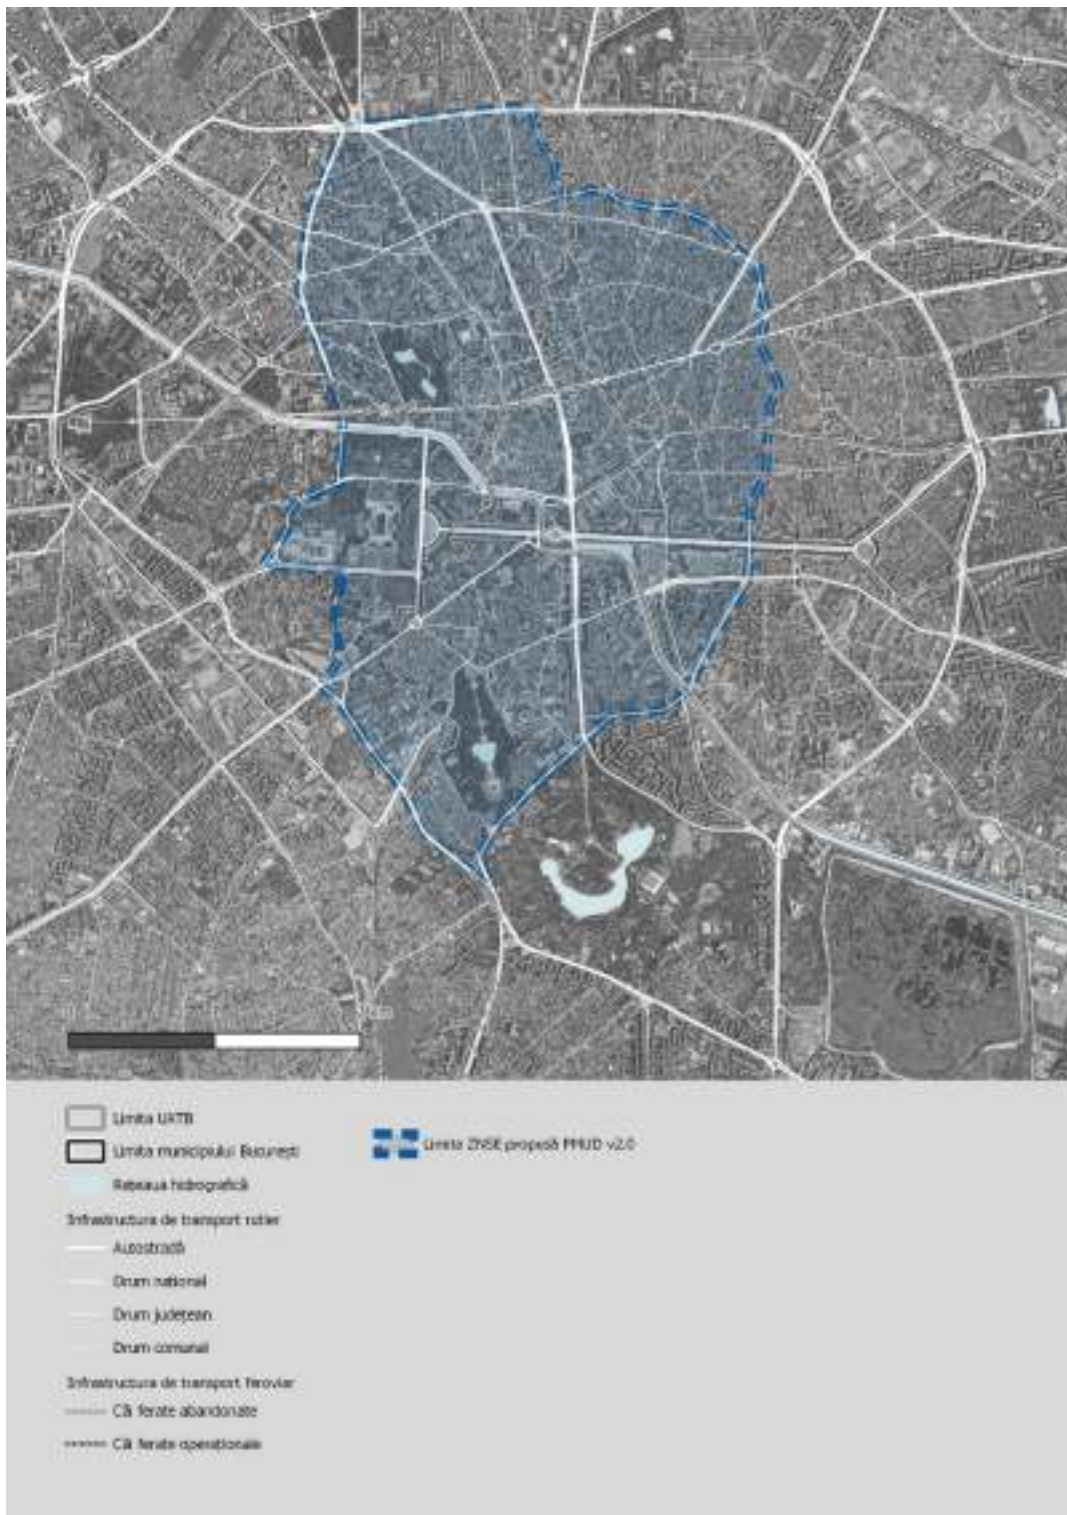 Limita UATB
Limita municipiului București
Rețeaua hidrografică
Infrastructura de transport rutier
Autostradă
Drum național
Drum județean
Drum comunal
Infrastructura de transport feroviar
Căi ferate abandonate
Căi ferate operaționale
Limita ZNSE propusă PMUD v2.0